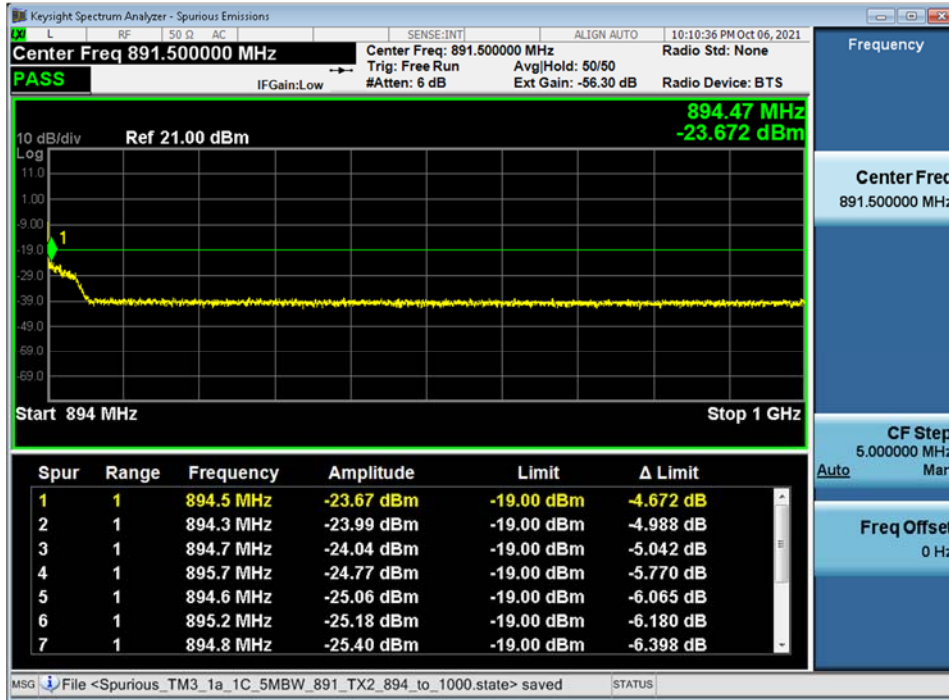 Keysight Spectrum Analyzer - Spurious Emissions
LXI L RF 50 Ω AC SENSE:INT ALIGN AUTO 10:10:36 PM Oct 06, 2021
Center Freq 891.500000 MHz
Center Freq: 891.500000 MHz Radio Std: None
Trig: Free Run Avg|Hold: 50/50
PASS IFGain:Low #Atten: 6 dB Ext Gain: -56.30 dB Radio Device: BTS
894.47 MHz
-23.672 dBm
10 dB/div Ref 21.00 dBm
Log
11.0
1.00
-9.00
1
-19.0
-29.0
-39.0
-49.0
-59.0
-69.0
Start 894 MHz Stop 1 GHz
Spur Range Frequency Amplitude Limit Δ Limit
1 1 894.5 MHz -23.67 dBm -19.00 dBm -4.672 dB
2 1 894.3 MHz -23.99 dBm -19.00 dBm -4.988 dB
3 1 894.7 MHz -24.04 dBm -19.00 dBm -5.042 dB
4 1 895.7 MHz -24.77 dBm -19.00 dBm -5.770 dB
5 1 894.6 MHz -25.06 dBm -19.00 dBm -6.065 dB
6 1 895.2 MHz -25.18 dBm -19.00 dBm -6.180 dB
7 1 894.8 MHz -25.40 dBm -19.00 dBm -6.398 dB
MSG File <Spurious_TM3_1a_1C_5MBW_891_TX2_894_to_1000.state> saved STATUS
Frequency
Center Freq
891.500000 MHz
CF Step
5.000000 MHz
Auto Man
Freq Offset
0 Hz